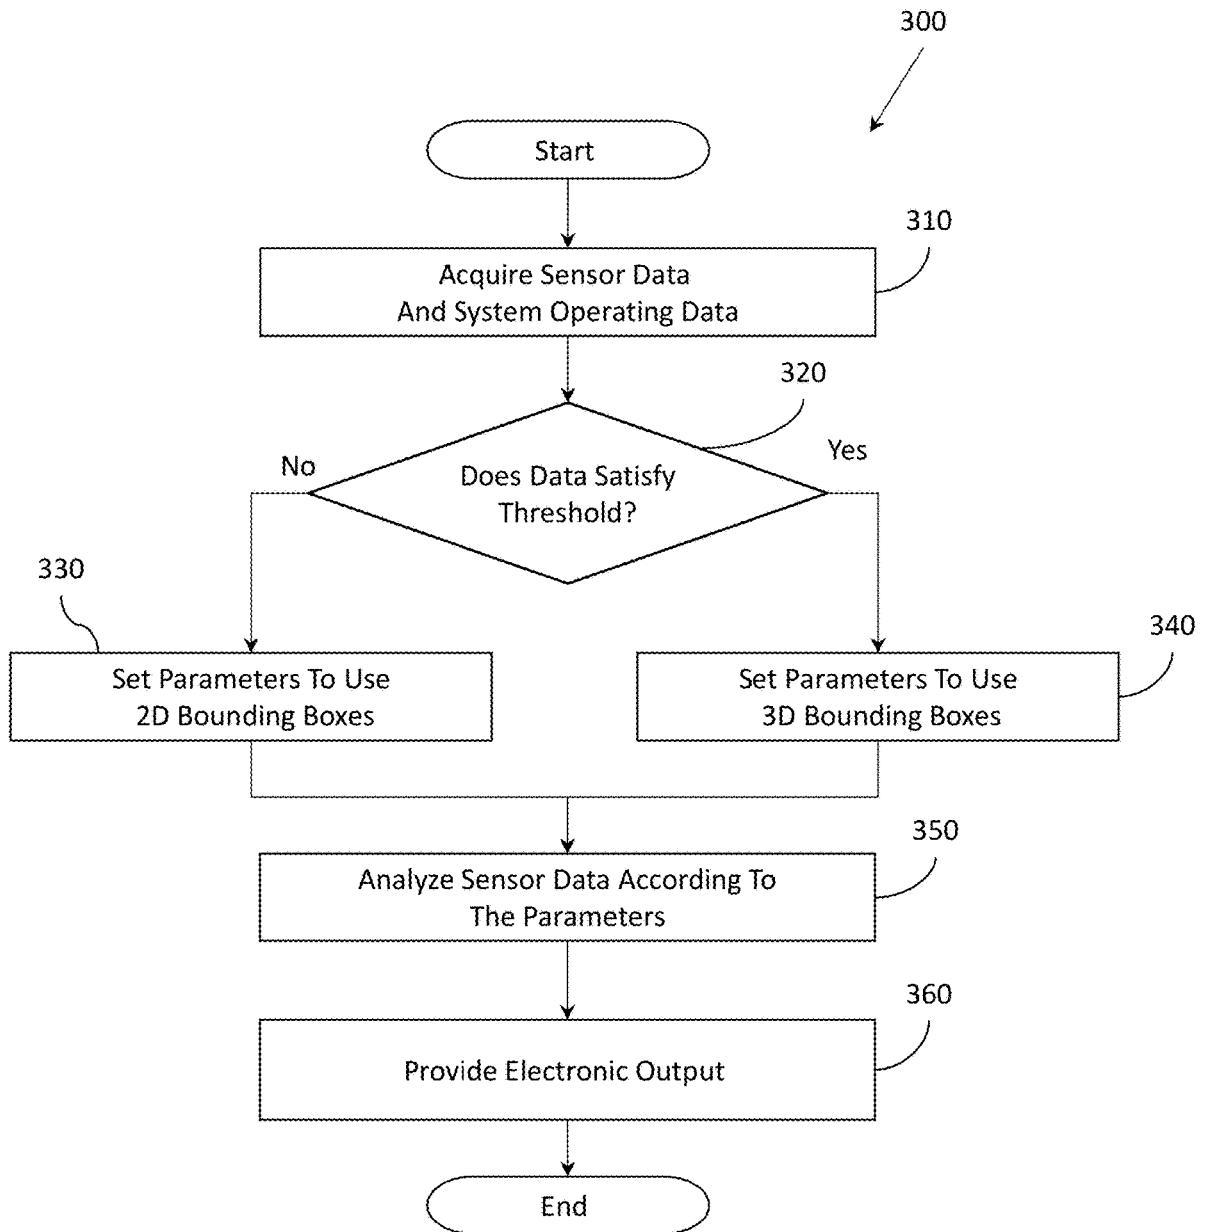 300
Start
310
Acquire Sensor Data
And System Operating Data
320
No
Yes
Does Data Satisfy
Threshold?
330
340
Set Parameters To Use
2D Bounding Boxes
Set Parameters To Use
3D Bounding Boxes
350
Analyze Sensor Data According To
The Parameters
360
Provide Electronic Output
End